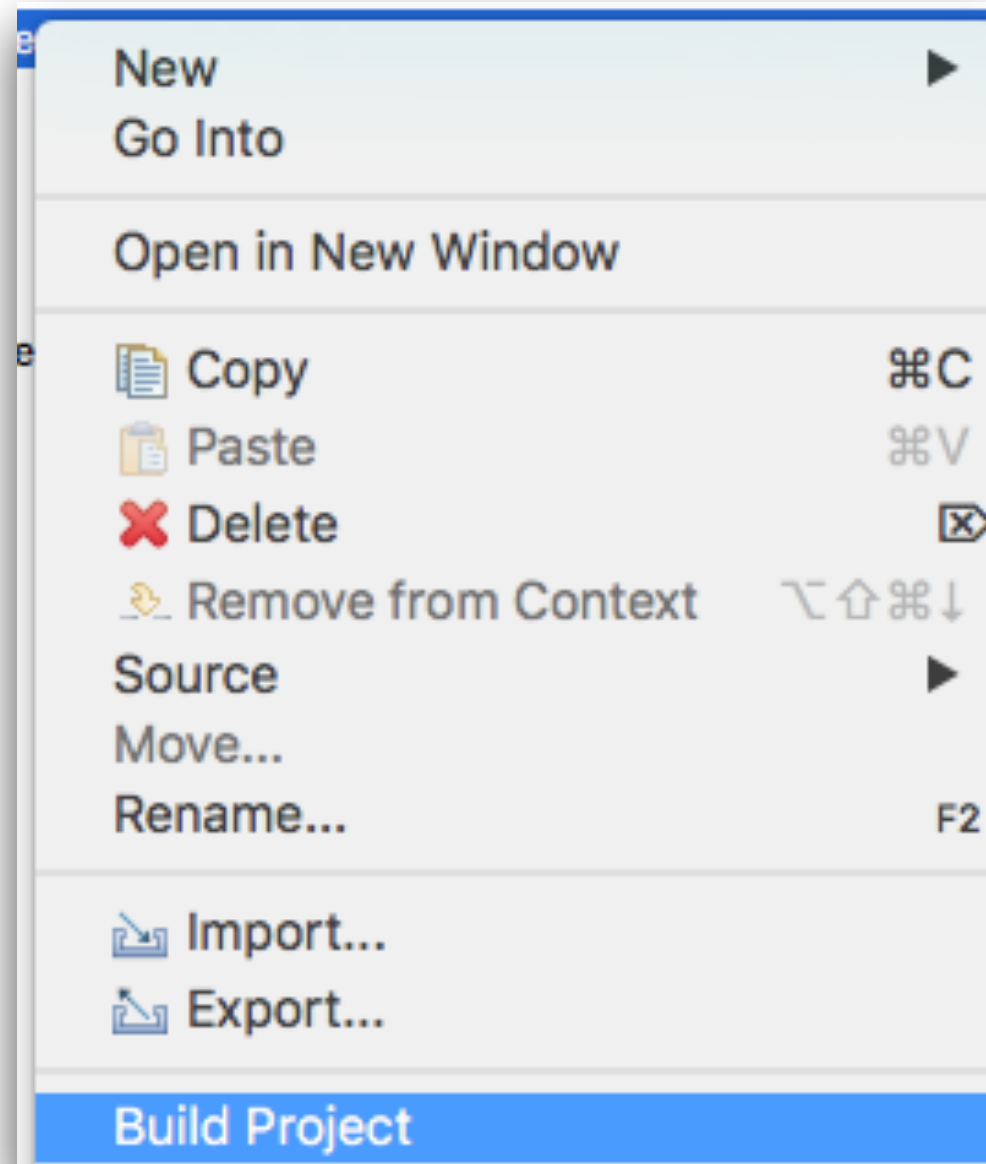 New ▶
Go Into
Open in New Window
Copy ⌘C
Paste ⌘V
Delete ⌦
Remove from Context ⌥⇧⌘↓
Source ▶
Move...
Rename... F2
Import...
Export...
Build Project